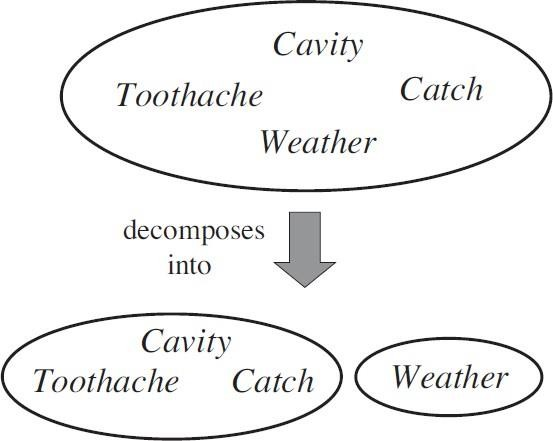 Cavity
Toothache Catch
Weather
decomposes
into
Cavity
Toothache Catch Weather